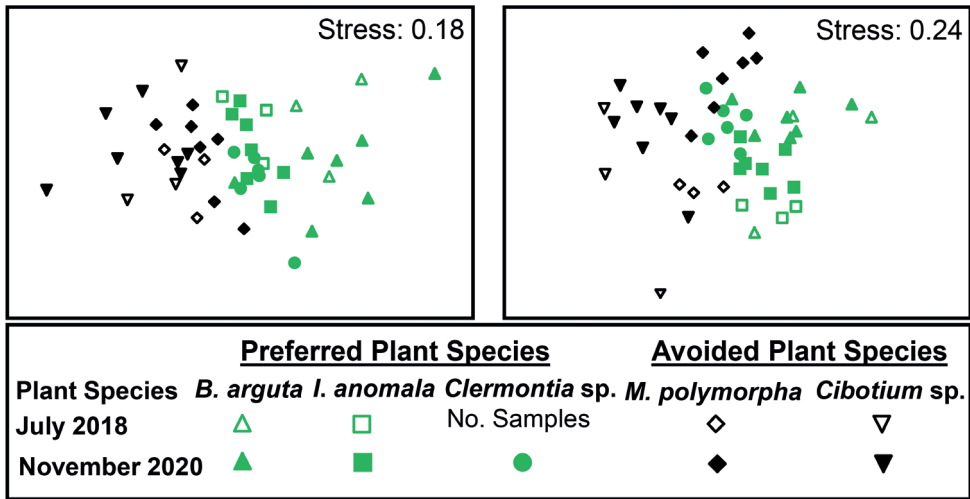 Stress: 0.18
Stress: 0.24
Preferred Plant Species Avoided Plant Species
Plant Species B. arguta I. anomala Clermontia sp. M. polymorpha Cibotium sp.
July 2018 No. Samples
November 2020